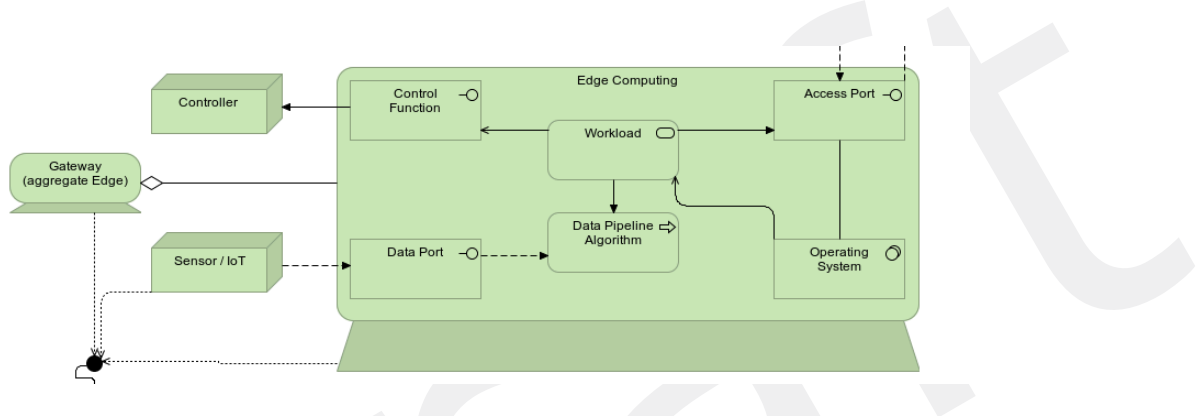 Edge Computing
Controller
Control
Function
Access Port
Workload
Gateway
(aggregate Edge)
Data Pipeline
Algorithm
Sensor / IoT
Data Port
Operating
System